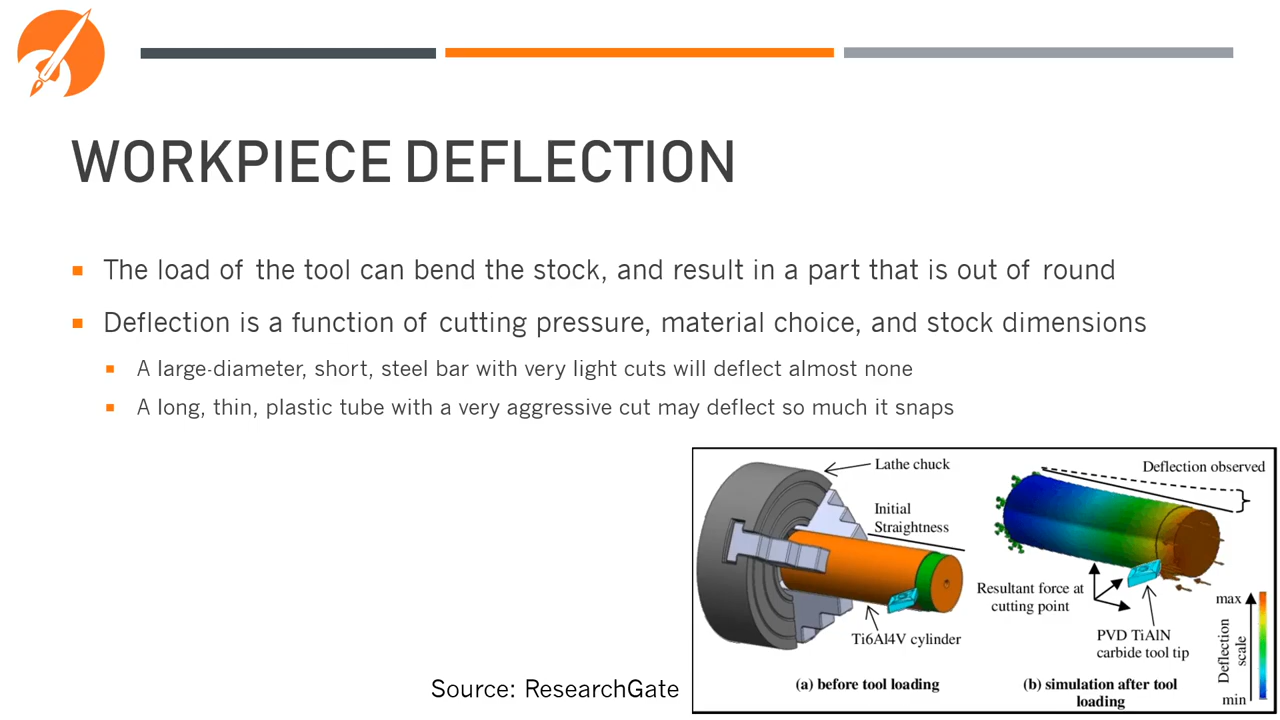 WORKPIECE DEFLECTION
The load of the tool can bend the stock, and result in a part that is out of round
Deflection is a function of cutting pressure, material choice, and stock dimensions
A large-diameter, short, steel bar with very light cuts will deflect almost none
A long, thin, plastic tube with a very aggressive cut may deflect so much it snaps
Lathe chuck
Initial
Straightness
Ti6Al4V cylinder
(a) before tool loading
Deflection observed
Resultant force at
cutting point
PVD TiAlN
carbide tool tip
max
Deflection
scale
min
(b) simulation after tool
loading
Source: ResearchGate